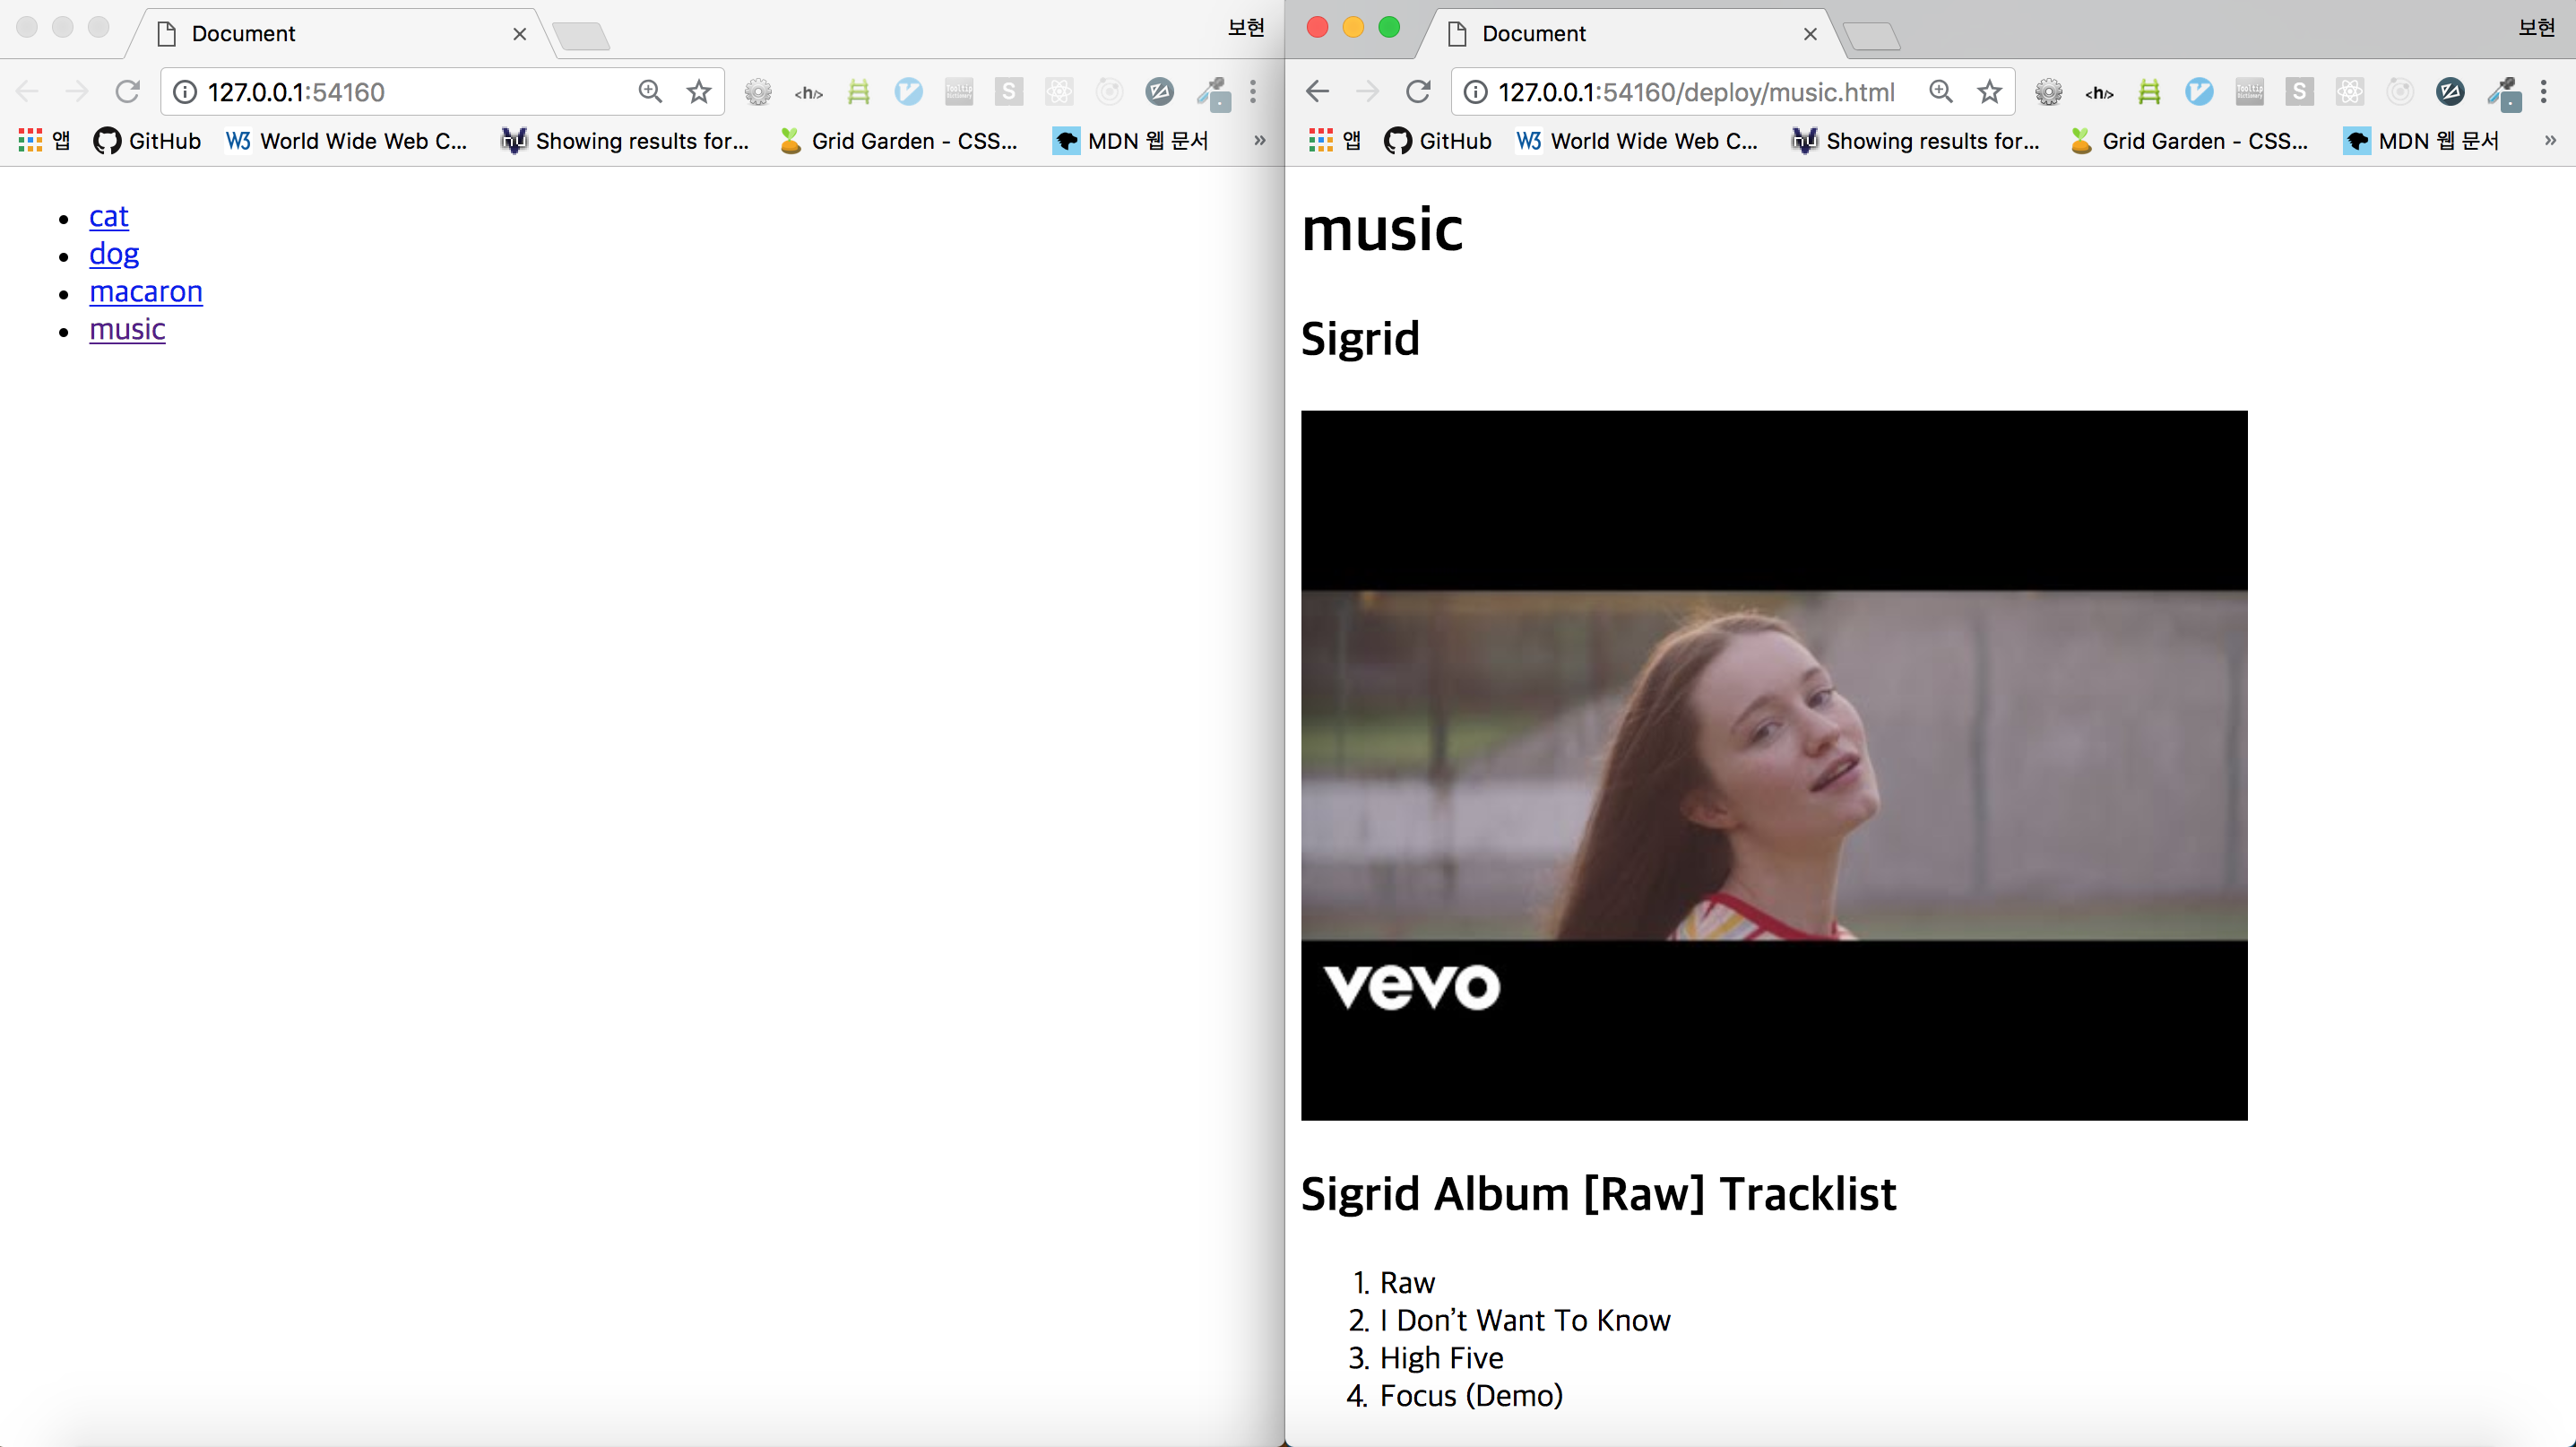 Document
보현
127.0.0.1:54160
앱 GitHub World Wide Web C... Showing results for... Grid Garden - CSS... MDN 웹 문서 »
cat
dog
macaron
music
Document
보현
127.0.0.1:54160/deploy/music.html
앱 GitHub World Wide Web C... Showing results for... Grid Garden - CSS... MDN 웹 문서 »
music
Sigrid
vevo
Sigrid Album [Raw] Tracklist
1. Raw
2. I Don’t Want To Know
3. High Five
4. Focus (Demo)